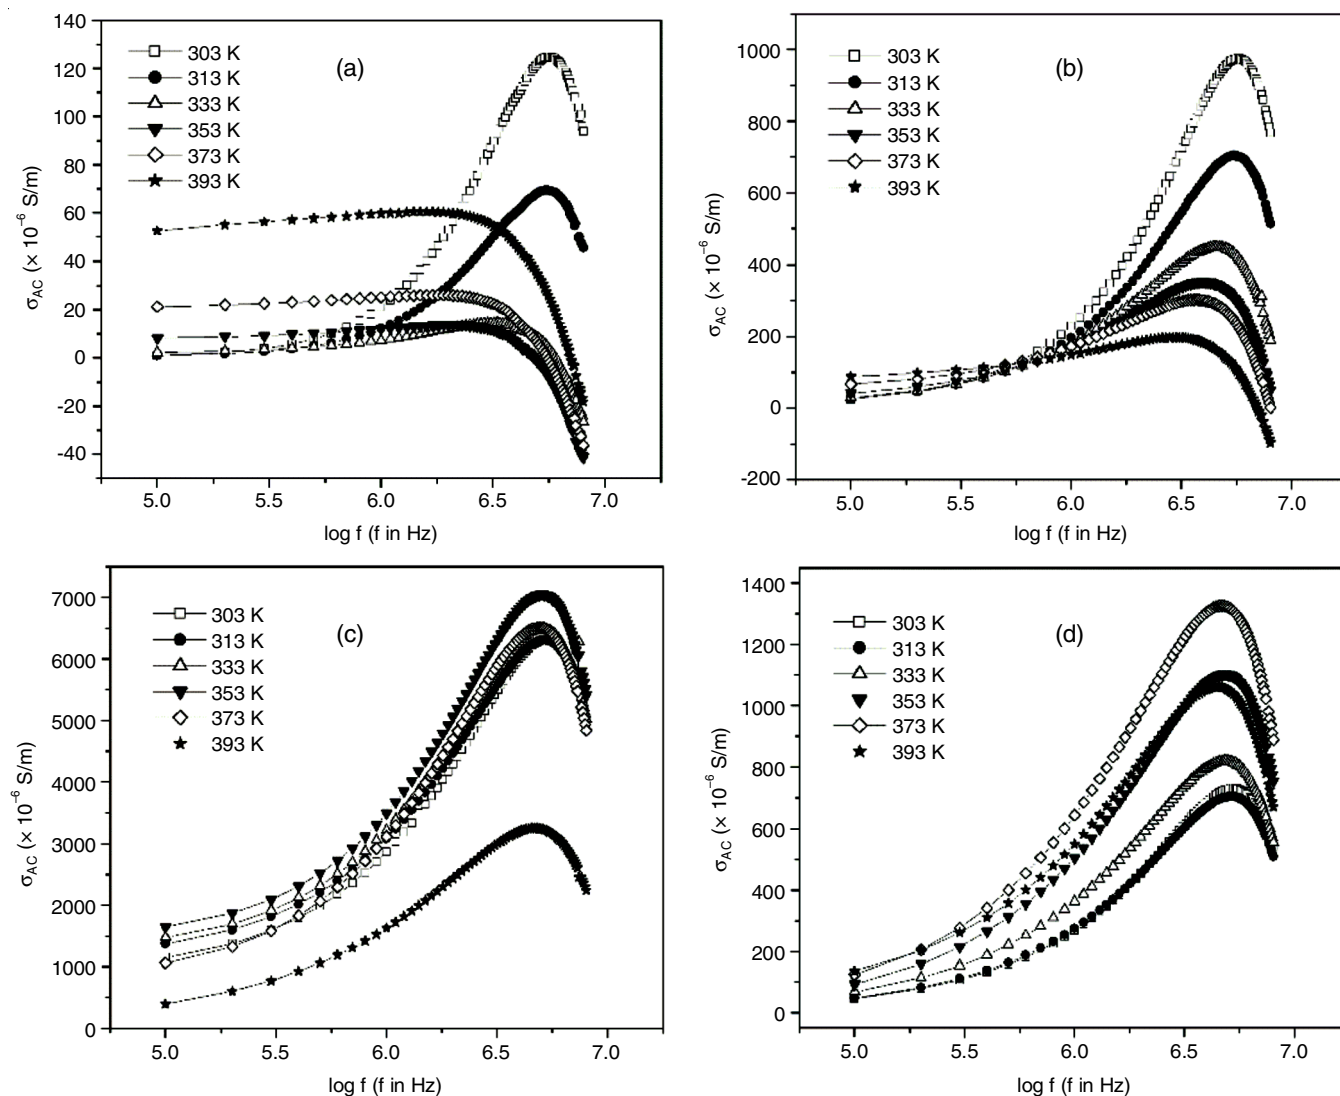 (a)
303 K
313 K
333 K
353 K
373 K
393 K
140
120
100
80
60
40
20
0
-20
-40
σAC (× 10–6 S/m)
5.0 5.5 6.0 6.5 7.0
log f (f in Hz)
(b)
303 K
313 K
333 K
353 K
373 K
393 K
1000
800
600
400
200
0
-200
σAC (× 10–6 S/m)
5.0 5.5 6.0 6.5 7.0
log f (f in Hz)
(c)
303 K
313 K
333 K
353 K
373 K
393 K
7000
6000
5000
4000
3000
2000
1000
0
σAC (× 10–6 S/m)
5.0 5.5 6.0 6.5 7.0
log f (f in Hz)
(d)
303 K
313 K
333 K
353 K
373 K
393 K
1400
1200
1000
800
600
400
200
0
σAC (× 10–6 S/m)
5.0 5.5 6.0 6.5 7.0
log f (f in Hz)